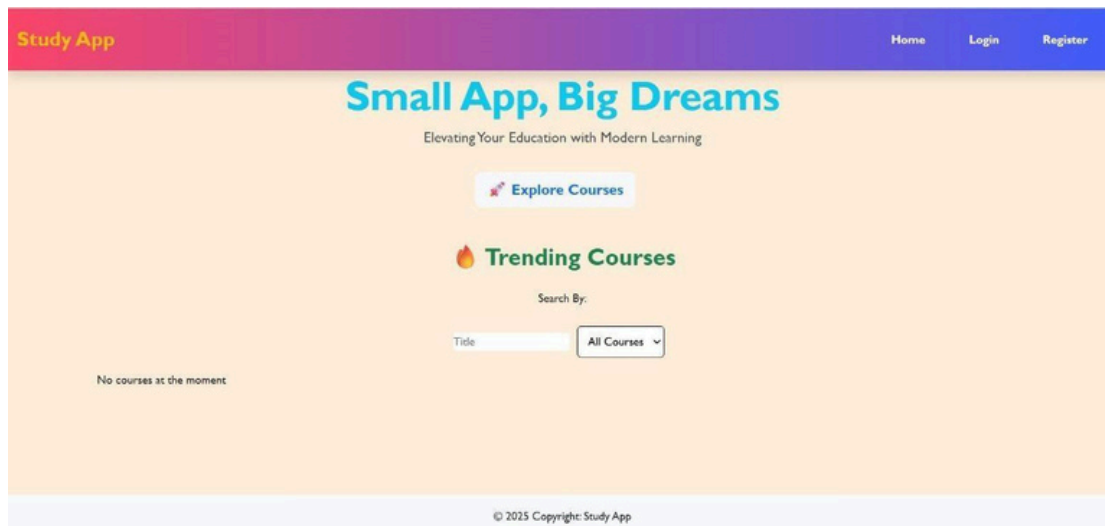 Study App
Home Login Register
Small App, Big Dreams
Elevating Your Education with Modern Learning
🚀 Explore Courses
🔥 Trending Courses
Search By:
Title All Courses
No courses at the moment
© 2025 Copyright: Study App